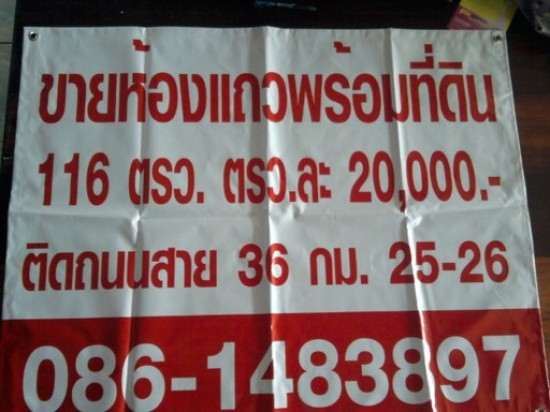 ขายห้องแถวพร้อมที่ดิน
116 ตรว. ตรว.ละ 20,000.-
ติดถนนสาย 36 กม. 25-26
086-1483897